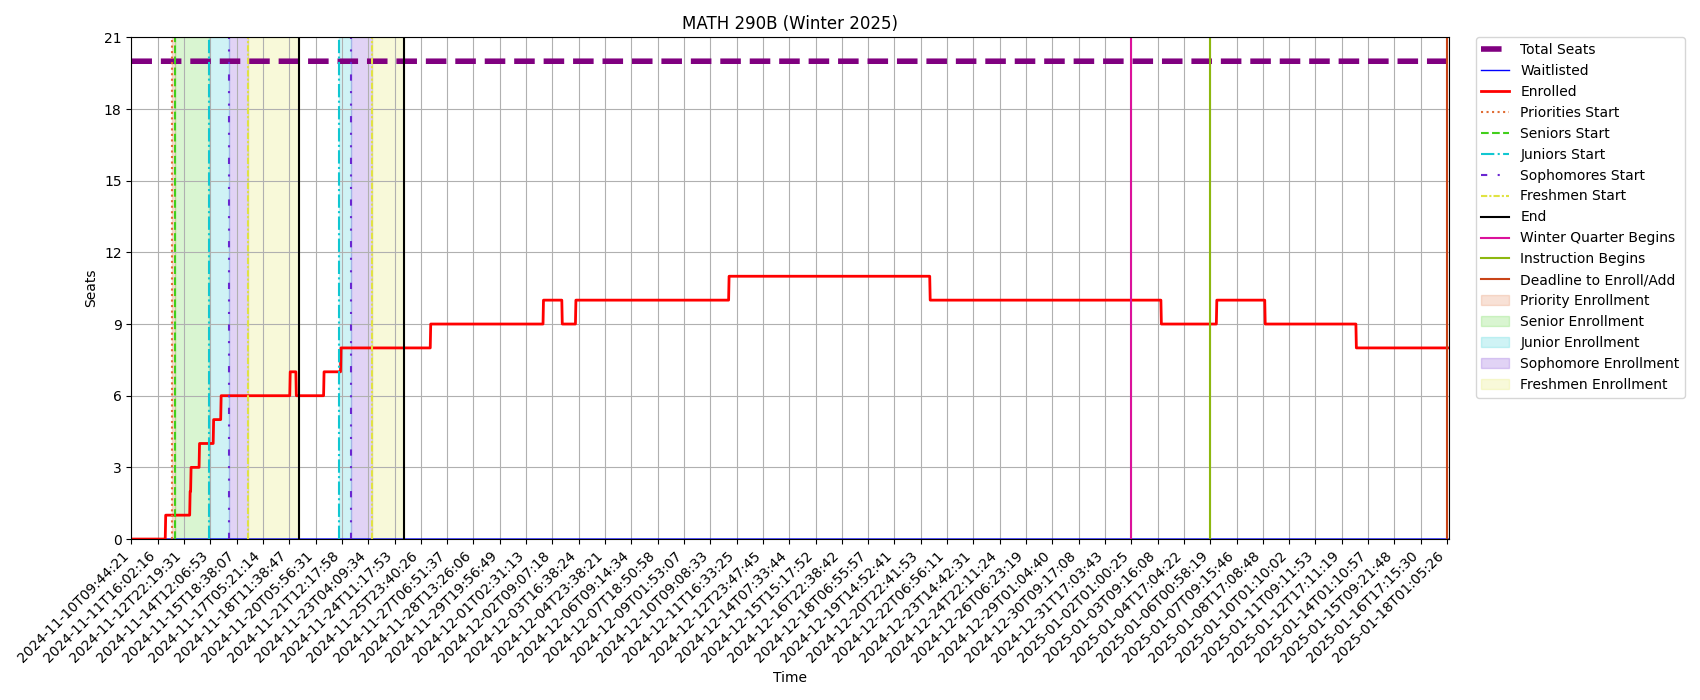 MATH 290B (Winter 2025)
Seats
21
18
15
12
9
6
3
0
2024-11-10T09:44:21
2024-11-11T16:02:16
2024-11-12T22:19:31
2024-11-14T12:06:53
2024-11-15T18:38:07
2024-11-17T05:21:14
2024-11-18T11:38:47
2024-11-20T05:56:31
2024-11-21T12:17:58
2024-11-23T04:09:34
2024-11-24T11:17:53
2024-11-25T23:40:26
2024-11-27T06:51:37
2024-11-28T13:26:06
2024-11-29T19:56:49
2024-12-01T02:31:13
2024-12-02T09:07:18
2024-12-03T16:38:24
2024-12-04T23:38:21
2024-12-06T09:14:34
2024-12-07T18:50:58
2024-12-09T01:53:07
2024-12-10T09:08:33
2024-12-11T16:33:25
2024-12-12T23:47:45
2024-12-14T07:33:44
2024-12-15T15:17:52
2024-12-16T22:38:42
2024-12-18T06:55:57
2024-12-19T14:52:41
2024-12-20T22:41:53
2024-12-22T06:56:11
2024-12-23T14:42:31
2024-12-24T22:11:24
2024-12-26T06:23:19
2024-12-29T01:04:40
2024-12-30T09:17:08
2024-12-31T17:03:43
2025-01-02T01:00:25
2025-01-03T09:16:08
2025-01-04T17:04:22
2025-01-06T00:58:19
2025-01-07T09:15:46
2025-01-08T17:08:48
2025-01-10T01:10:02
2025-01-11T09:11:53
2025-01-12T17:11:19
2025-01-14T01:10:57
2025-01-15T09:21:48
2025-01-16T17:15:30
2025-01-18T01:05:26
Time
Total Seats
Waitlisted
Enrolled
Priorities Start
Seniors Start
Juniors Start
Sophomores Start
Freshmen Start
End
Winter Quarter Begins
Instruction Begins
Deadline to Enroll/Add
Priority Enrollment
Senior Enrollment
Junior Enrollment
Sophomore Enrollment
Freshmen Enrollment